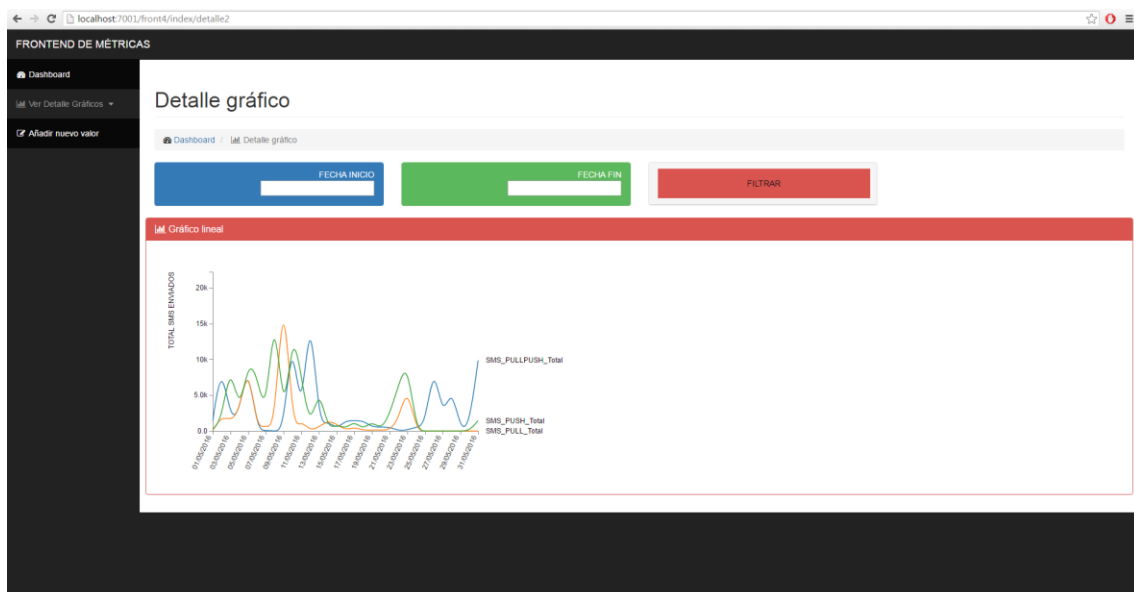 localhost:7001/front4/index/detalle2
FRONTEND DE MÉTRICAS
Dashboard
Ver Detalle Gráficos
Añadir nuevo valor
Detalle gráfico
Dashboard / Detalle gráfico
FECHA INICIO
FECHA FIN
FILTRAR
Gráfico lineal
TOTAL SMS ENVIADOS
20k
15k
10k
5.0k
0.0
SMS_PULLPUSH_Total
SMS_PUSH_Total
SMS_PULL_Total
01/05/2016
03/05/2016
05/05/2016
07/05/2016
09/05/2016
11/05/2016
13/05/2016
15/05/2016
17/05/2016
19/05/2016
21/05/2016
23/05/2016
25/05/2016
27/05/2016
29/05/2016
31/05/2016